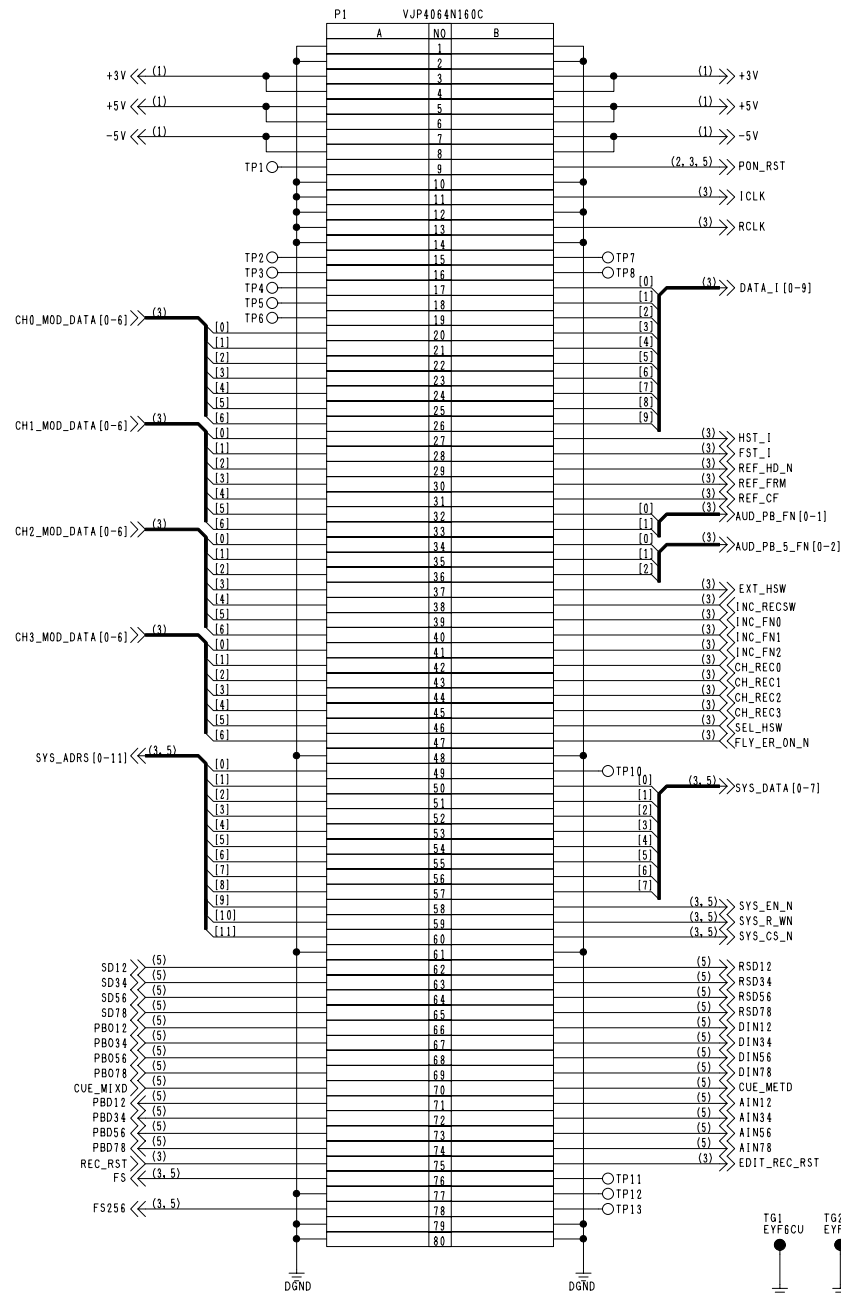 P1 VJP4064N160C
A NO B
1
2
+3V (1) 3 (1) +3V
4
+5V (1) 5 (1) +5V
6
-5V (1) 7 (1) -5V
8
TP1 9 (2, 3, 5) PON_RST
10
11 (3) ICLK
12
13 (3) RCLK
14
TP2 15 TP7
TP3 16 TP8
TP4 17 [0] (3) DATA_I[0-9]
TP5 18 [1]
TP6 19 [2]
CH0_MOD_DATA[0-6] (3)
[0] 20 [3]
[1] 21 [4]
[2] 22 [5]
[3] 23 [6]
[4] 24 [7]
[5] 25 [8]
[6] 26 [9]
CH1_MOD_DATA[0-6] (3)
[0] 27 (3) HST_I
[1] 28 (3) FST_I
[2] 29 (3) REF_HD_N
[3] 30 (3) REF_FRM
[4] 31 (3) REF_CF
[5] 32 [0] (3) AUD_PB_FN[0-1]
[6] 33 [1]
CH2_MOD_DATA[0-6] (3)
[0] 34 [0] (3) AUD_PB_5_FN[0-2]
[1] 35 [1]
[2] 36 [2]
[3] 37 (3) EXT_HSW
[4] 38 (3) INC_RECSW
[5] 39 (3) INC_FN0
[6] 40 (3) INC_FN1
CH3_MOD_DATA[0-6] (3)
[0] 41 (3) INC_FN2
[1] 42 (3) CH_REC0
[2] 43 (3) CH_REC1
[3] 44 (3) CH_REC2
[4] 45 (3) CH_REC3
[5] 46 (3) SEL_HSW
[6] 47 (3) FLY_ER_ON_N
SYS_ADRS[0-11] (3, 5)
48
[0] 49 TP10
[1] 50 [0] (3, 5) SYS_DATA[0-7]
[2] 51 [1]
[3] 52 [2]
[4] 53 [3]
[5] 54 [4]
[6] 55 [5]
[7] 56 [6]
[8] 57 [7]
[9] 58 (3, 5) SYS_EN_N
[10] 59 (3, 5) SYS_R_WN
[11] 60 (3, 5) SYS_CS_N
61
SD12 (5) 62 (5) RSD12
SD34 (5) 63 (5) RSD34
SD56 (5) 64 (5) RSD56
SD78 (5) 65 (5) RSD78
PBO12 (5) 66 (5) DIN12
PBO34 (5) 67 (5) DIN34
PBO56 (5) 68 (5) DIN56
PBO78 (5) 69 (5) DIN78
CUE_MIXD (5) 70 (5) CUE_METD
PBD12 (5) 71 (5) AIN12
PBD34 (5) 72 (5) AIN34
PBD56 (5) 73 (5) AIN56
PBD78 (5) 74 (5) AIN78
REC_RST (3) 75 (3) EDIT_REC_RST
FS (3, 5) 76 TP11
77 TP12
FS256 (3, 5) 78 TP13
79
80
DGND DGND
TG1 TG2
EYF6CU